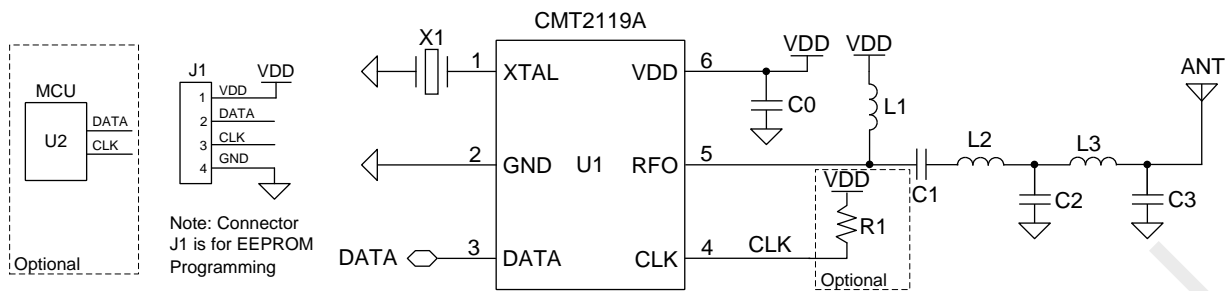 CMT2119A
MCU
U2
DATA
CLK
Optional
J1
VDD
1 VDD
2 DATA
3 CLK
4 GND
Note: Connector
J1 is for EEPROM
Programming
X1
1 XTAL
2 GND
DATA 3 DATA
U1
VDD 6
RFO 5
CLK 4 CLK
VDD
C0
VDD
L1
VDD
R1
Optional
C1
L2
C2
L3
C3
ANT